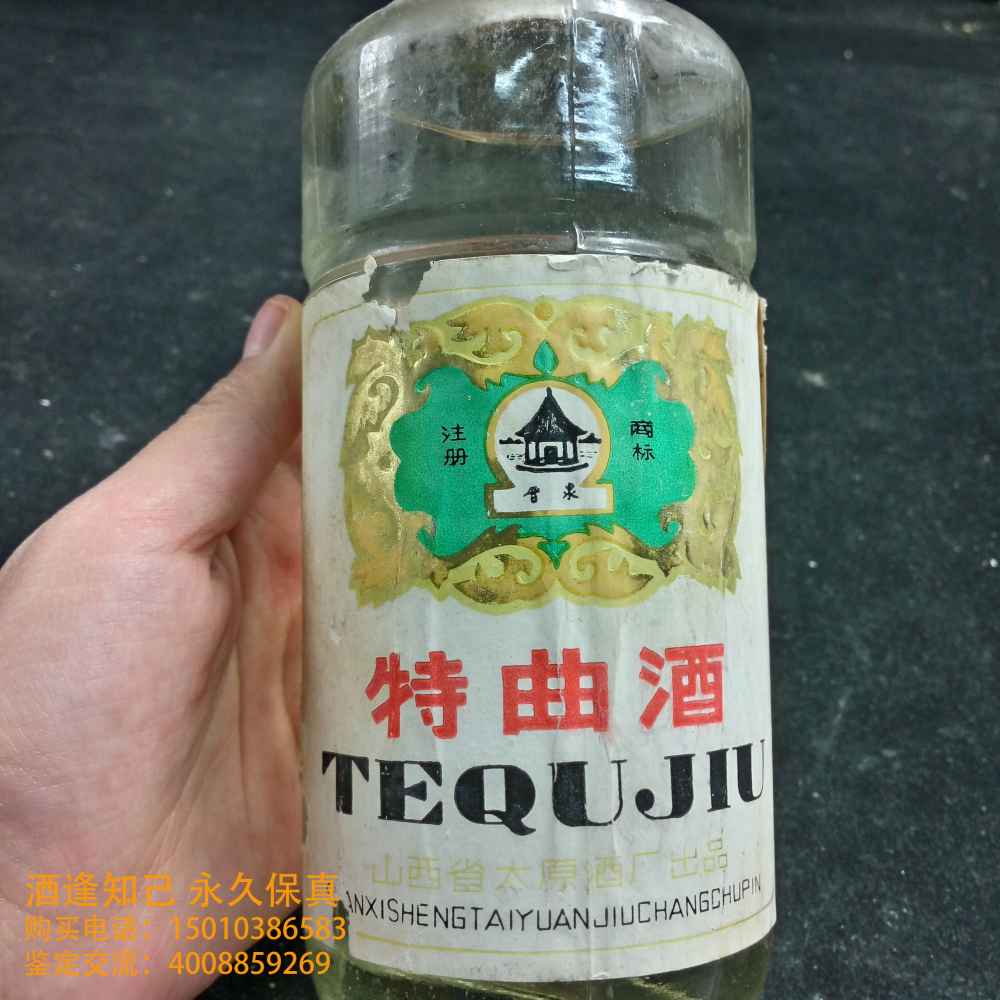 注册 商标
晋泉
特曲酒
TEQUJIU
山西省太原酒厂出品
ANXISHENGTAIYUANJIUCHANGCHUPIN
酒逢知己 永久保真
购买电话：15010386583
鉴定交流：4008859269